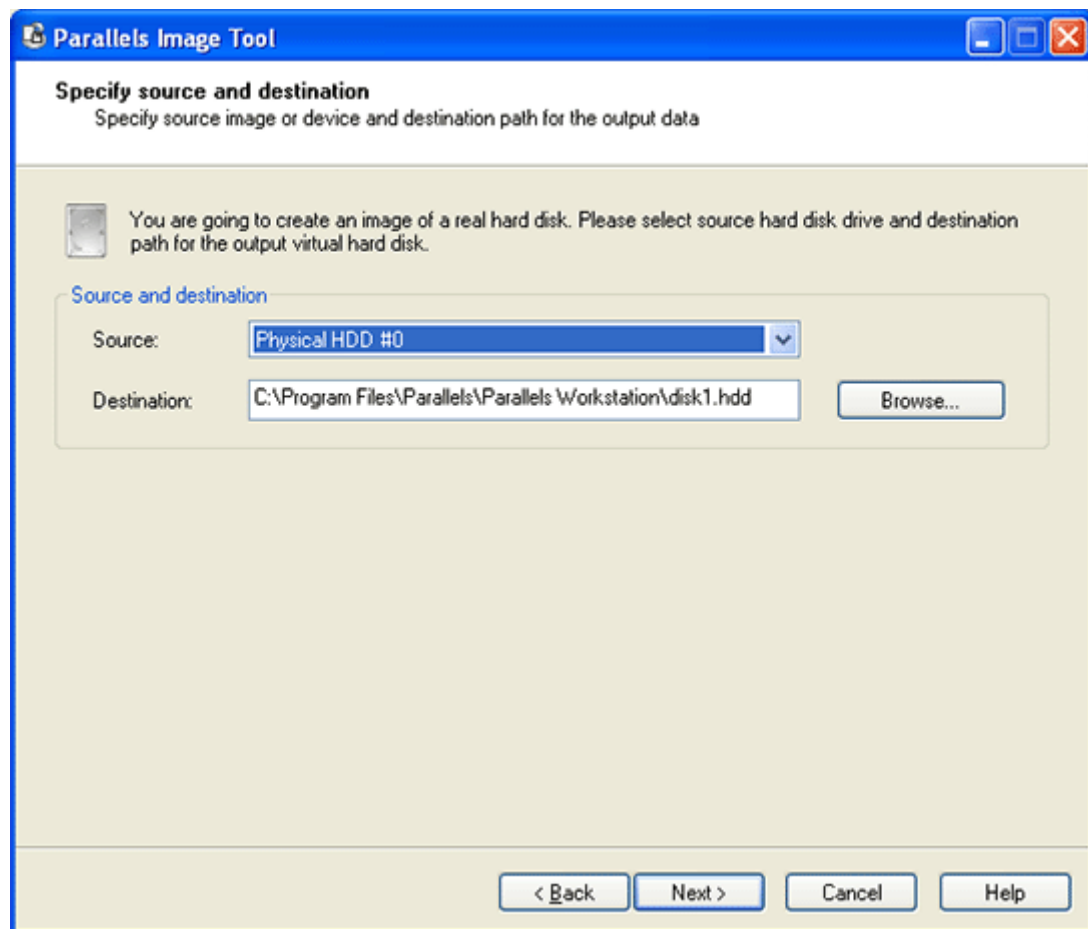 Parallels Image Tool
Specify source and destination
Specify source image or device and destination path for the output data
You are going to create an image of a real hard disk. Please select source hard disk drive and destination
path for the output virtual hard disk.
Source and destination
Source:
Physical HDD #0
Destination:
C:\Program Files\Parallels\Parallels Workstation\disk1.hdd
Browse...
< Back
Next >
Cancel
Help